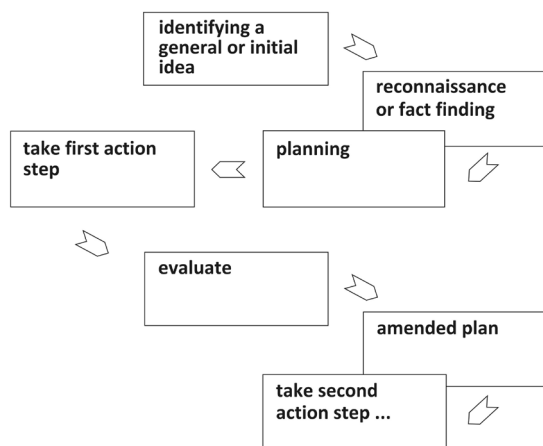 identifying a
general or initial
idea
reconnaissance
or fact finding
planning
take first action
step
evaluate
amended plan
take second
action step ...